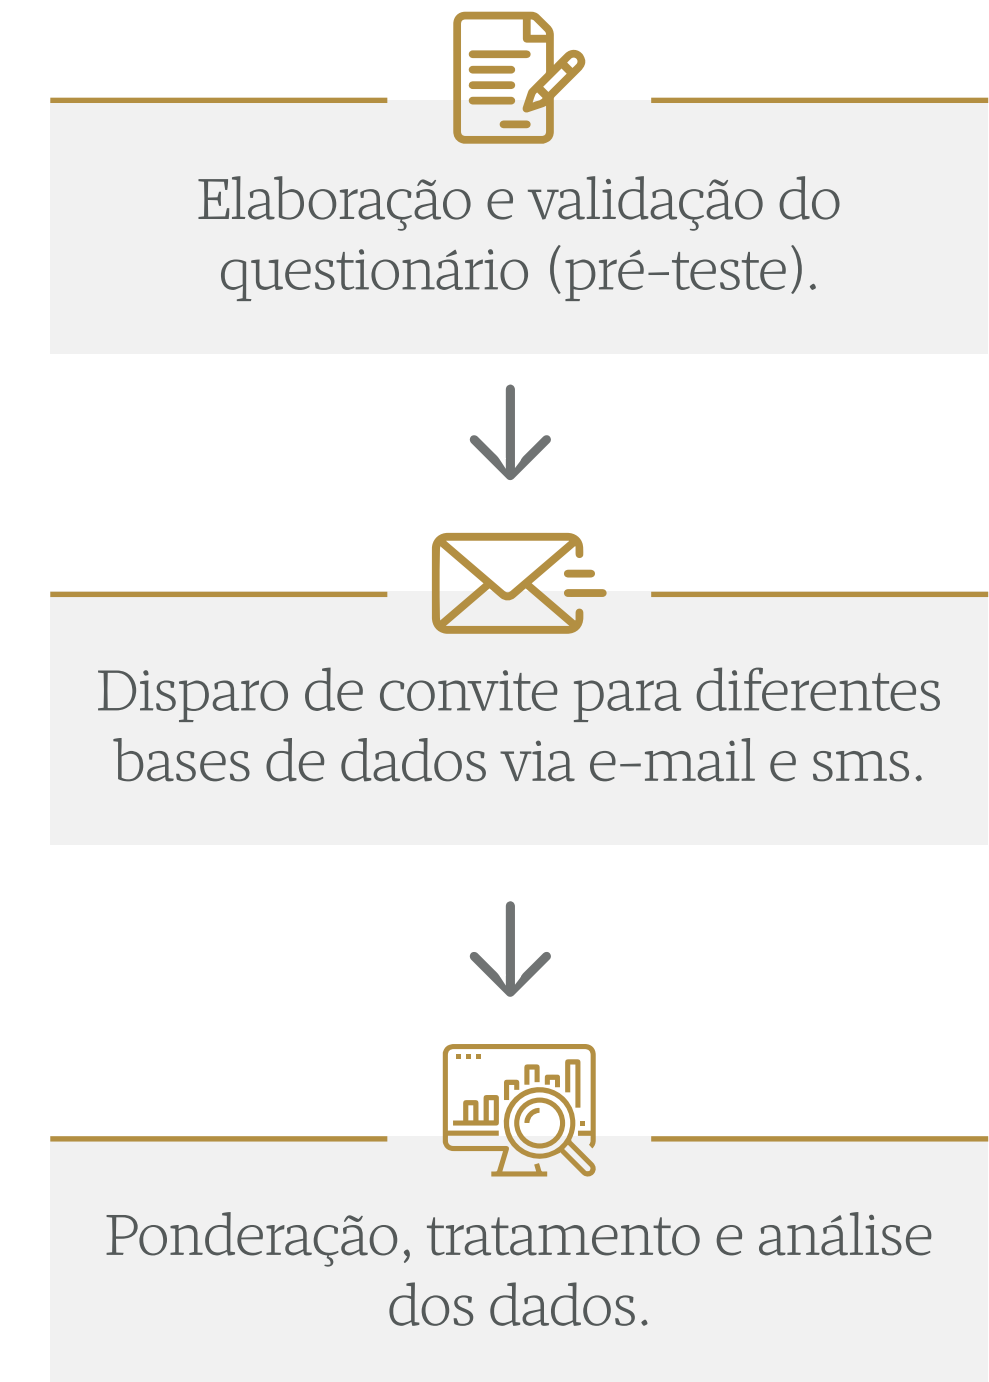 Elaboração e validação do
questionário (pré-teste).
Disparo de convite para diferentes
bases de dados via e-mail e sms.
Ponderação, tratamento e análise
dos dados.